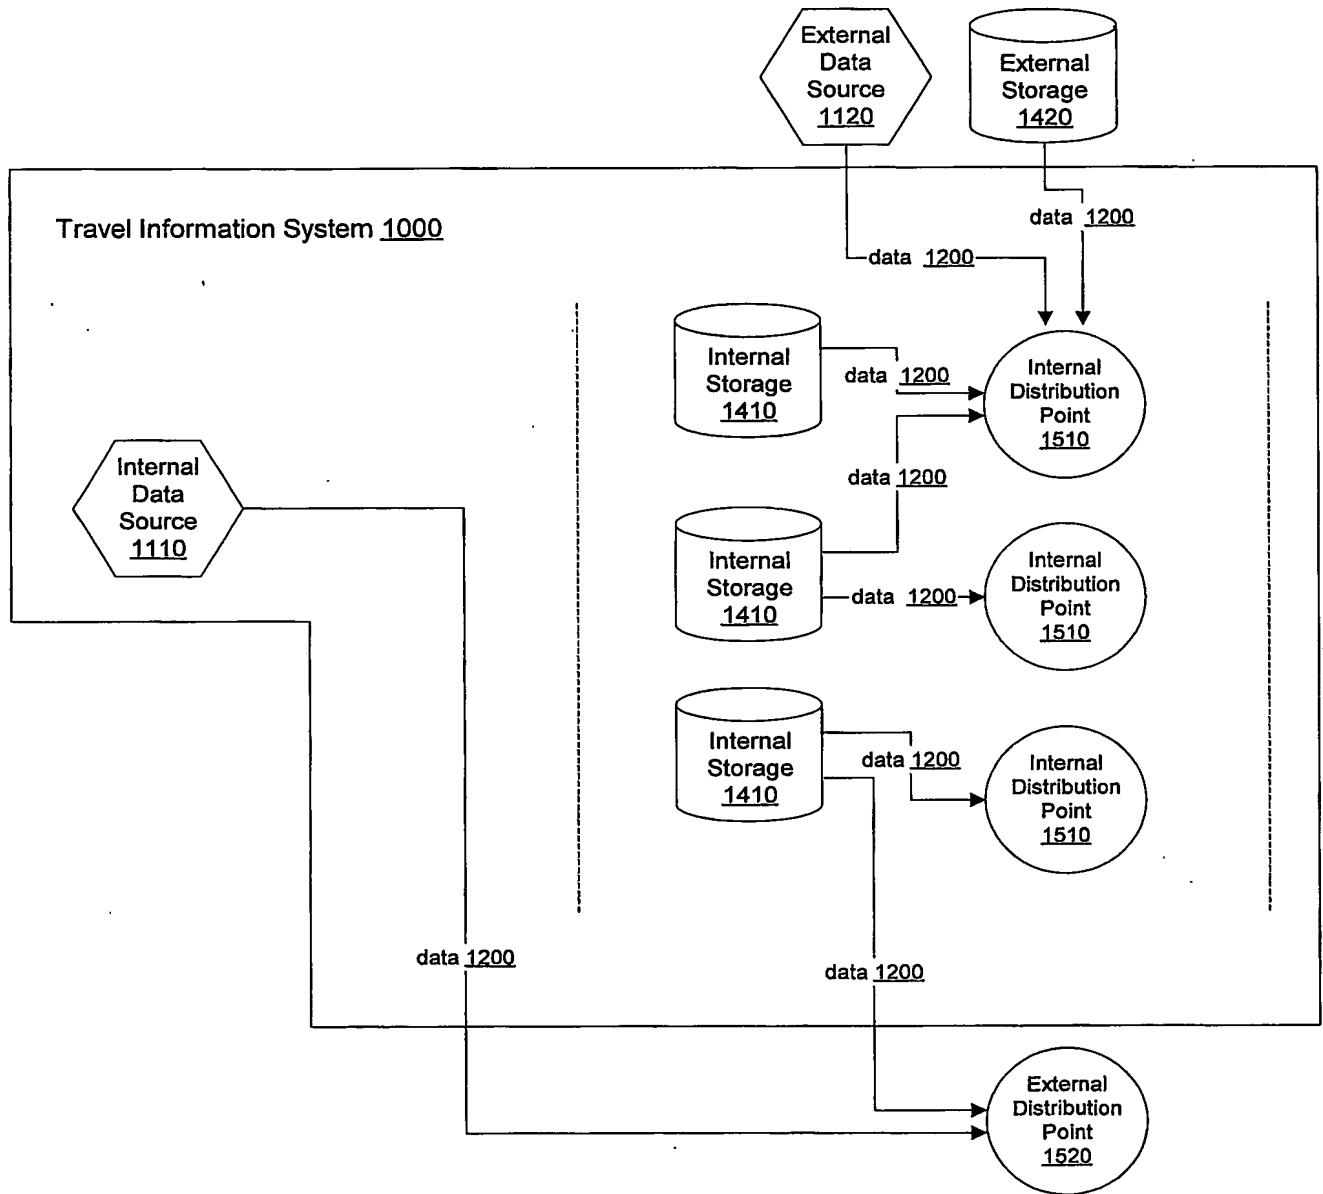 External
Data
Source
1120
External
Storage
1420
Travel Information System 1000
data 1200
data 1200
Internal
Storage
1410
data 1200
Internal
Distribution
Point
1510
data 1200
Internal
Data
Source
1110
Internal
Storage
1410
data 1200
Internal
Distribution
Point
1510
Internal
Storage
1410
data 1200
Internal
Distribution
Point
1510
data 1200
data 1200
External
Distribution
Point
1520